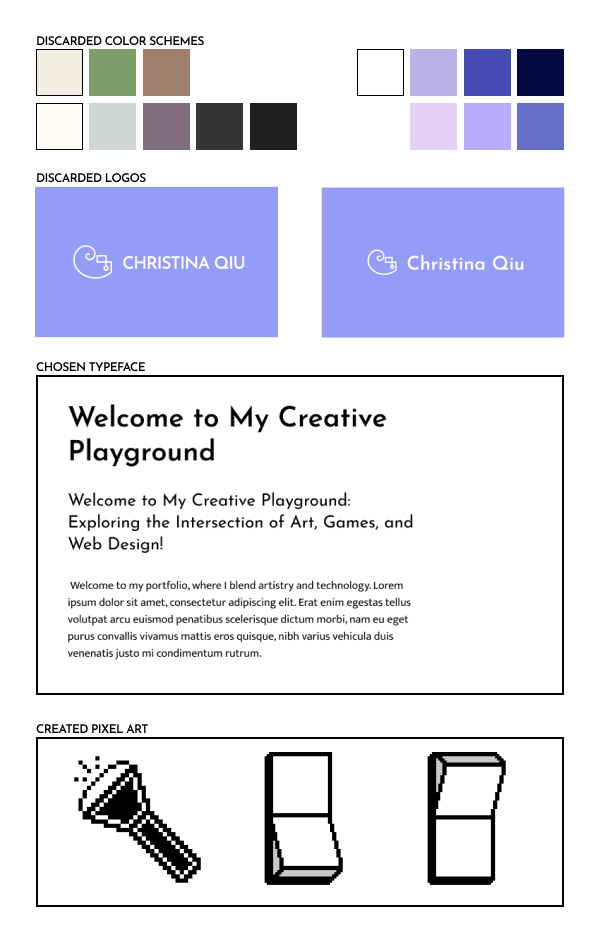 DISCARDED COLOR SCHEMES
DISCARDED LOGOS
CHRISTINA QIU
Christina Qiu
CHOSEN TYPEFACE
Welcome to My Creative
Playground
Welcome to My Creative Playground:
Exploring the Intersection of Art, Games, and
Web Design!
Welcome to my portfolio, where I blend artistry and technology. Lorem
ipsum dolor sit amet, consectetur adipiscing elit. Erat enim egestas tellus
volutpat arcu euismod penatibus scelerisque dictum morbi, nam eu eget
purus convallis vivamus mattis eros quisque, nibh varius vehicula duis
venenatis justo mi condimentum rutrum.
CREATED PIXEL ART